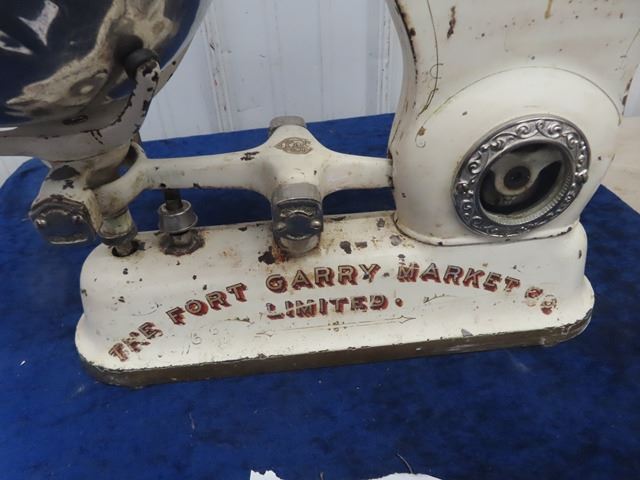 THE FORT GARRY MARKET CO
LIMITED.